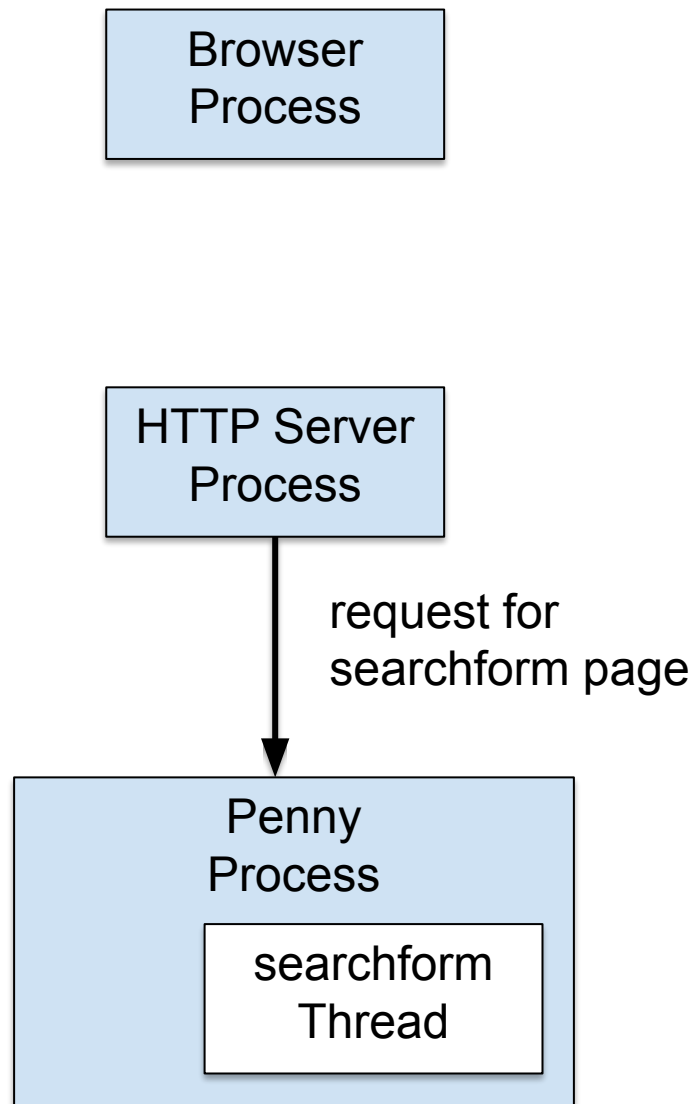 Browser
Process
HTTP Server
Process
request for
searchform page
Penny
Process
searchform
Thread